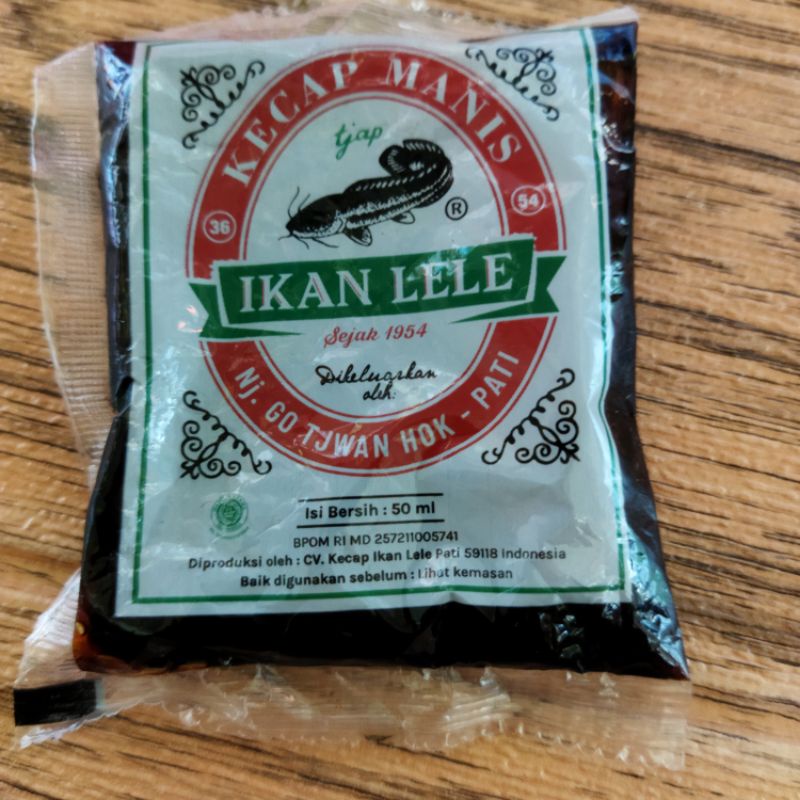 KECAP MANIS
tjap
®
36
54
IKAN LELE
Sejak 1954
Dikeluarkan
oleh:
Nj. GO TJWAN HOK - PATI
Isi Bersih : 50 ml
BPOM RI MD 257211005741
Diproduksi oleh : CV. Kecap Ikan Lele Pati 59118 Indonesia
Baik digunakan sebelum : Lihat kemasan